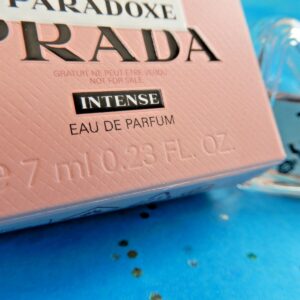 PARADOXE
PRADA
GRATUIT NE PEUT ETRE VENDU
NOT FOR SALE
INTENSE
EAU DE PARFUM
e 7 ml 0.23 FL. OZ.